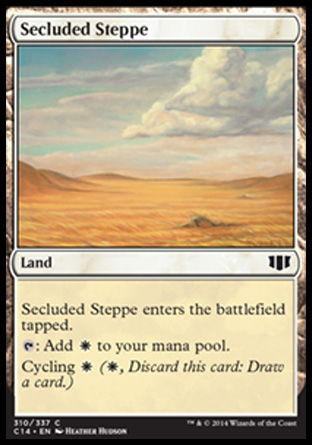 Secluded Steppe
Land
Secluded Steppe enters the battlefield
tapped.
: Add to your mana pool.
Cycling (, Discard this card: Draw
a card.)
310/337 C
C14 • EN Heather Hudson
™ & © 2014 Wizards of the Coast